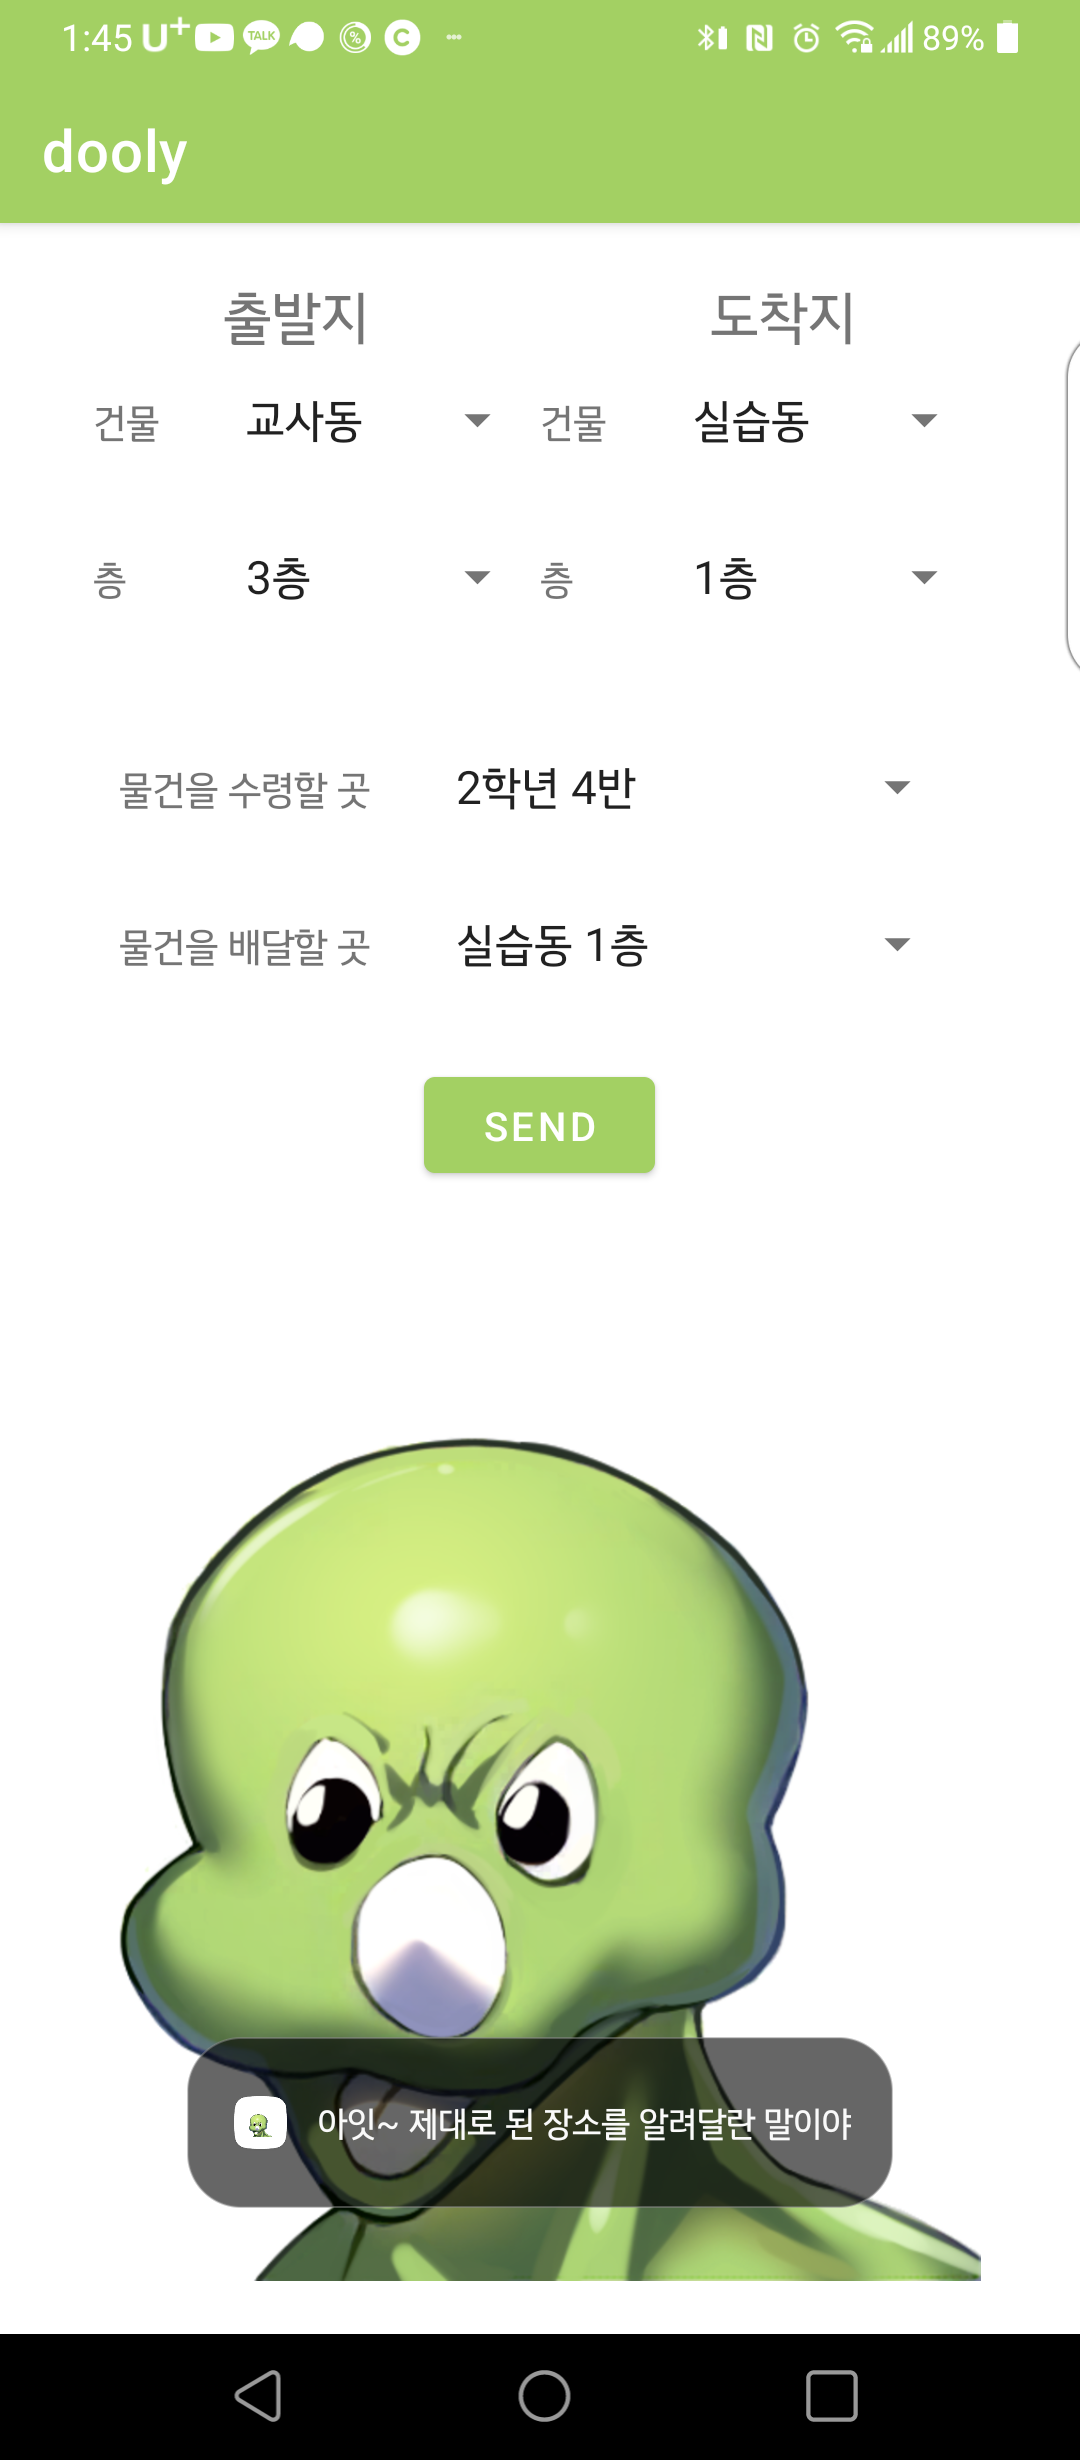 1:45 U+ TALK % C 89%
dooly
출발지 도착지
건물 교사동 건물 실습동
층 3층 층 1층
물건을 수령할 곳 2학년 4반
물건을 배달할 곳 실습동 1층
SEND
아잇~ 제대로 된 장소를 알려달란 말이야